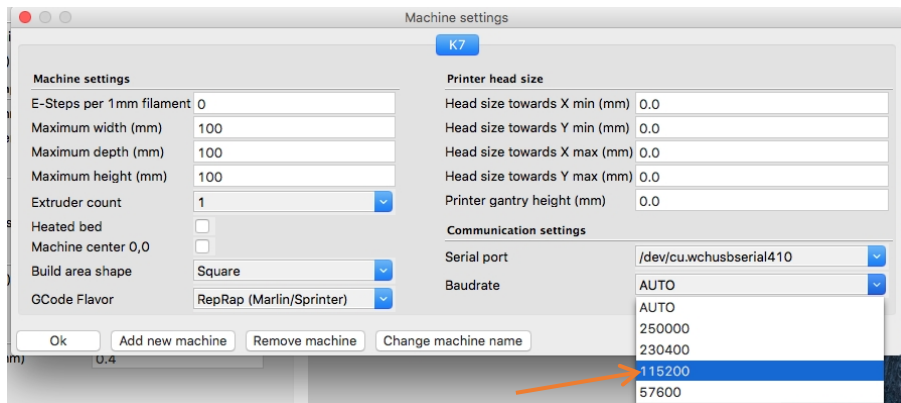 Machine settings
K7
Machine settings
E-Steps per 1mm filament 0
Maximum width (mm) 100
Maximum depth (mm) 100
Maximum height (mm) 100
Extruder count 1
Heated bed
Machine center 0,0
Build area shape Square
GCode Flavor RepRap (Marlin/Sprinter)
Printer head size
Head size towards X min (mm) 0.0
Head size towards Y min (mm) 0.0
Head size towards X max (mm) 0.0
Head size towards Y max (mm) 0.0
Printer gantry height (mm) 0.0
Communication settings
Serial port /dev/cu.wchusbserial410
Baudrate AUTO
AUTO
250000
230400
115200
57600
Ok Add new machine Remove machine Change machine name
m) 0.4